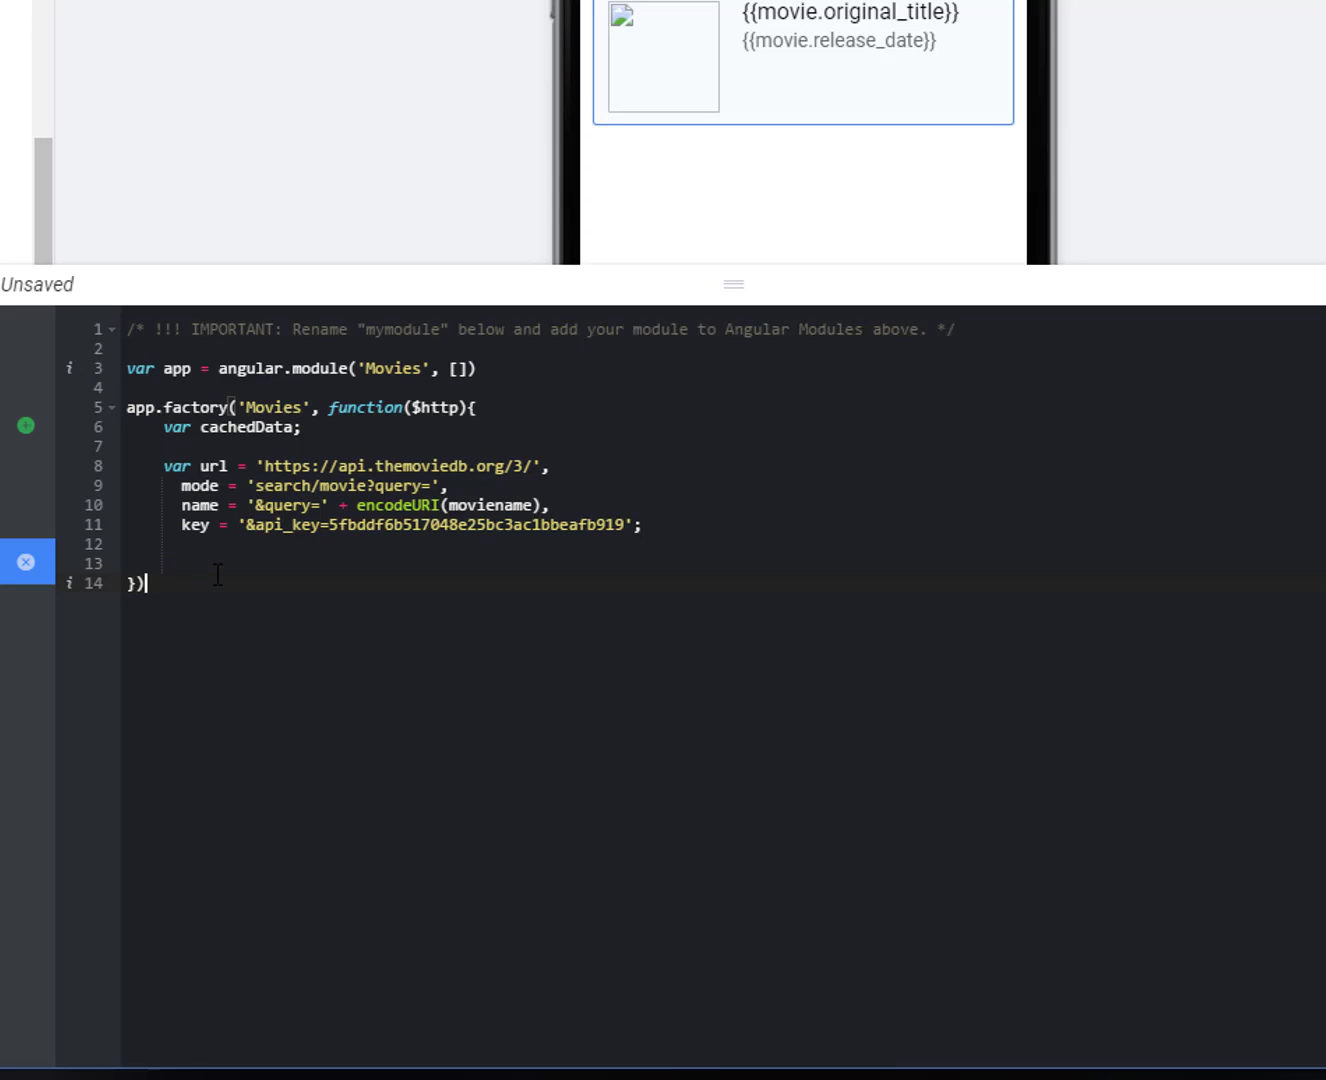 {{movie.original_title}}
{{movie.release_date}}
Unsaved
1 /* !!! IMPORTANT: Rename "mymodule" below and add your module to Angular Modules above. */
2
i 3 var app = angular.module('Movies', [])
4
5 app.factory('Movies', function($http){
6 var cachedData;
7
8 var url = 'https://api.themoviedb.org/3/',
9 mode = 'search/movie?query=',
10 name = '&query=' + encodeURI(moviename),
11 key = '&api_key=5fbddf6b517048e25bc3ac1bbeafb919';
12
13
i 14 })